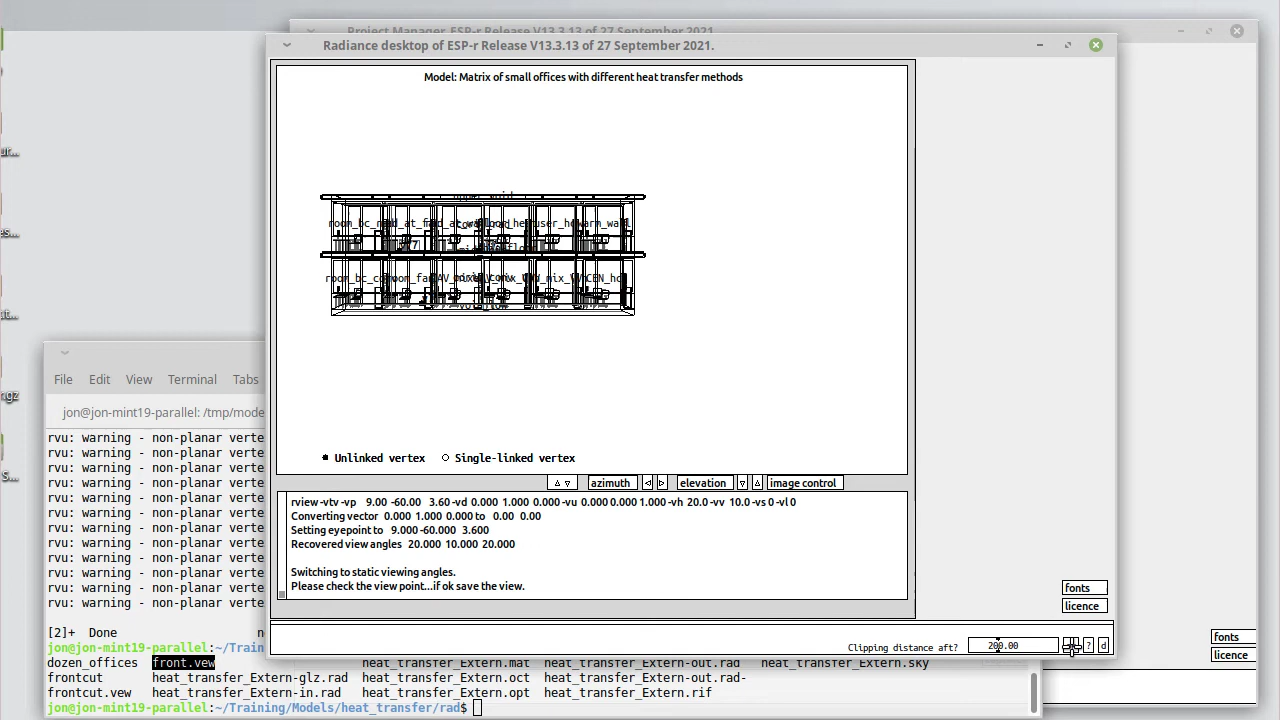 Project Manager ESP-r Release V13.3.13 of 27 September 2021.
Radiance desktop of ESP-r Release V13.3.13 of 27 September 2021.
Model: Matrix of small offices with different heat transfer methods
Unlinked vertex
Single-linked vertex
azimuth
elevation
image control
rview -vtv -vp 9.00 -60.00 3.60 -vd 0.000 1.000 0.000 -vu 0.000 0.000 1.000 -vh 20.0 -vv 10.0 -vs 0 -vl 0
Converting vector 0.000 1.000 0.000 to 0.00 0.00
Setting eyepoint to 9.000 -60.000 3.600
Recovered view angles 20.000 10.000 20.000
Switching to static viewing angles.
Please check the view point...if ok save the view.
fonts
licence
Clipping distance aft? 200.00 ? d
fonts
licence
File Edit View Terminal Tabs
jon@jon-mint19-parallel: /tmp/mode
rvu: warning - non-planar verte
rvu: warning - non-planar verte
rvu: warning - non-planar verte
rvu: warning - non-planar verte
rvu: warning - non-planar verte
rvu: warning - non-planar verte
rvu: warning - non-planar verte
rvu: warning - non-planar verte
rvu: warning - non-planar verte
rvu: warning - non-planar verte
rvu: warning - non-planar verte
rvu: warning - non-planar verte
[2]+ Done
jon@jon-mint19-parallel:~/Train
dozen_offices front.vew heat_transfer_Extern.mat heat_transfer_Extern-out.rad heat_transfer_Extern.sky
frontcut heat_transfer_Extern-glz.rad heat_transfer_Extern.oct heat_transfer_Extern-out.rad-
frontcut.vew heat_transfer_Extern-in.rad heat_transfer_Extern.opt heat_transfer_Extern.rif
jon@jon-mint19-parallel:~/Training/Models/heat_transfer/rad$